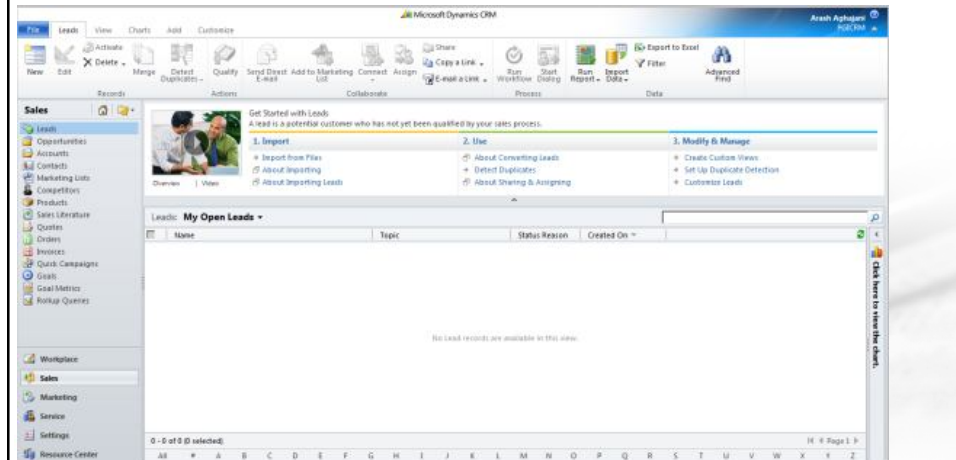 Microsoft Dynamics CRM
Arash Aghajani
PGECRM
File Leads View Charts Add Customize
New
Edit
Activate
Delete
Merge
Detect Duplicates
Qualify
Send Direct E-mail
Add to Marketing List
Connect
Assign
Share
Copy a Link
E-mail a Link
Run Workflow
Start Dialog
Run Report
Import Data
Export to Excel
Filter
Advanced Find
Records
Actions
Collaborate
Process
Data
Sales
Leads
Opportunities
Accounts
Contacts
Marketing Lists
Competitors
Products
Sales Literature
Quotes
Orders
Invoices
Quick Campaigns
Goals
Goal Metrics
Rollup Queries
Workplace
Sales
Marketing
Service
Settings
Resource Center
Get Started with Leads
A lead is a potential customer who has not yet been qualified by your sales process.
Overview | Video
1. Import
Import from Files
About Importing
About Importing Leads
2. Use
About Converting Leads
Detect Duplicates
About Sharing & Assigning
3. Modify & Manage
Create Custom Views
Set Up Duplicate Detection
Customize Leads
Leads: My Open Leads
Name Topic Status Reason Created On
No Lead records are available in this view.
Click here to view the chart.
0 - 0 of 0 (0 selected)
Page 1
All # A B C D E F G H I J K L M N O P Q R S T U V W X Y Z